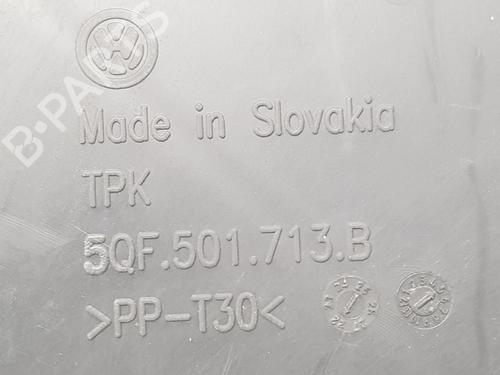 B-PARTS
Made in Slovakia
TPK
5QF.501.713.B
>PP-T30<